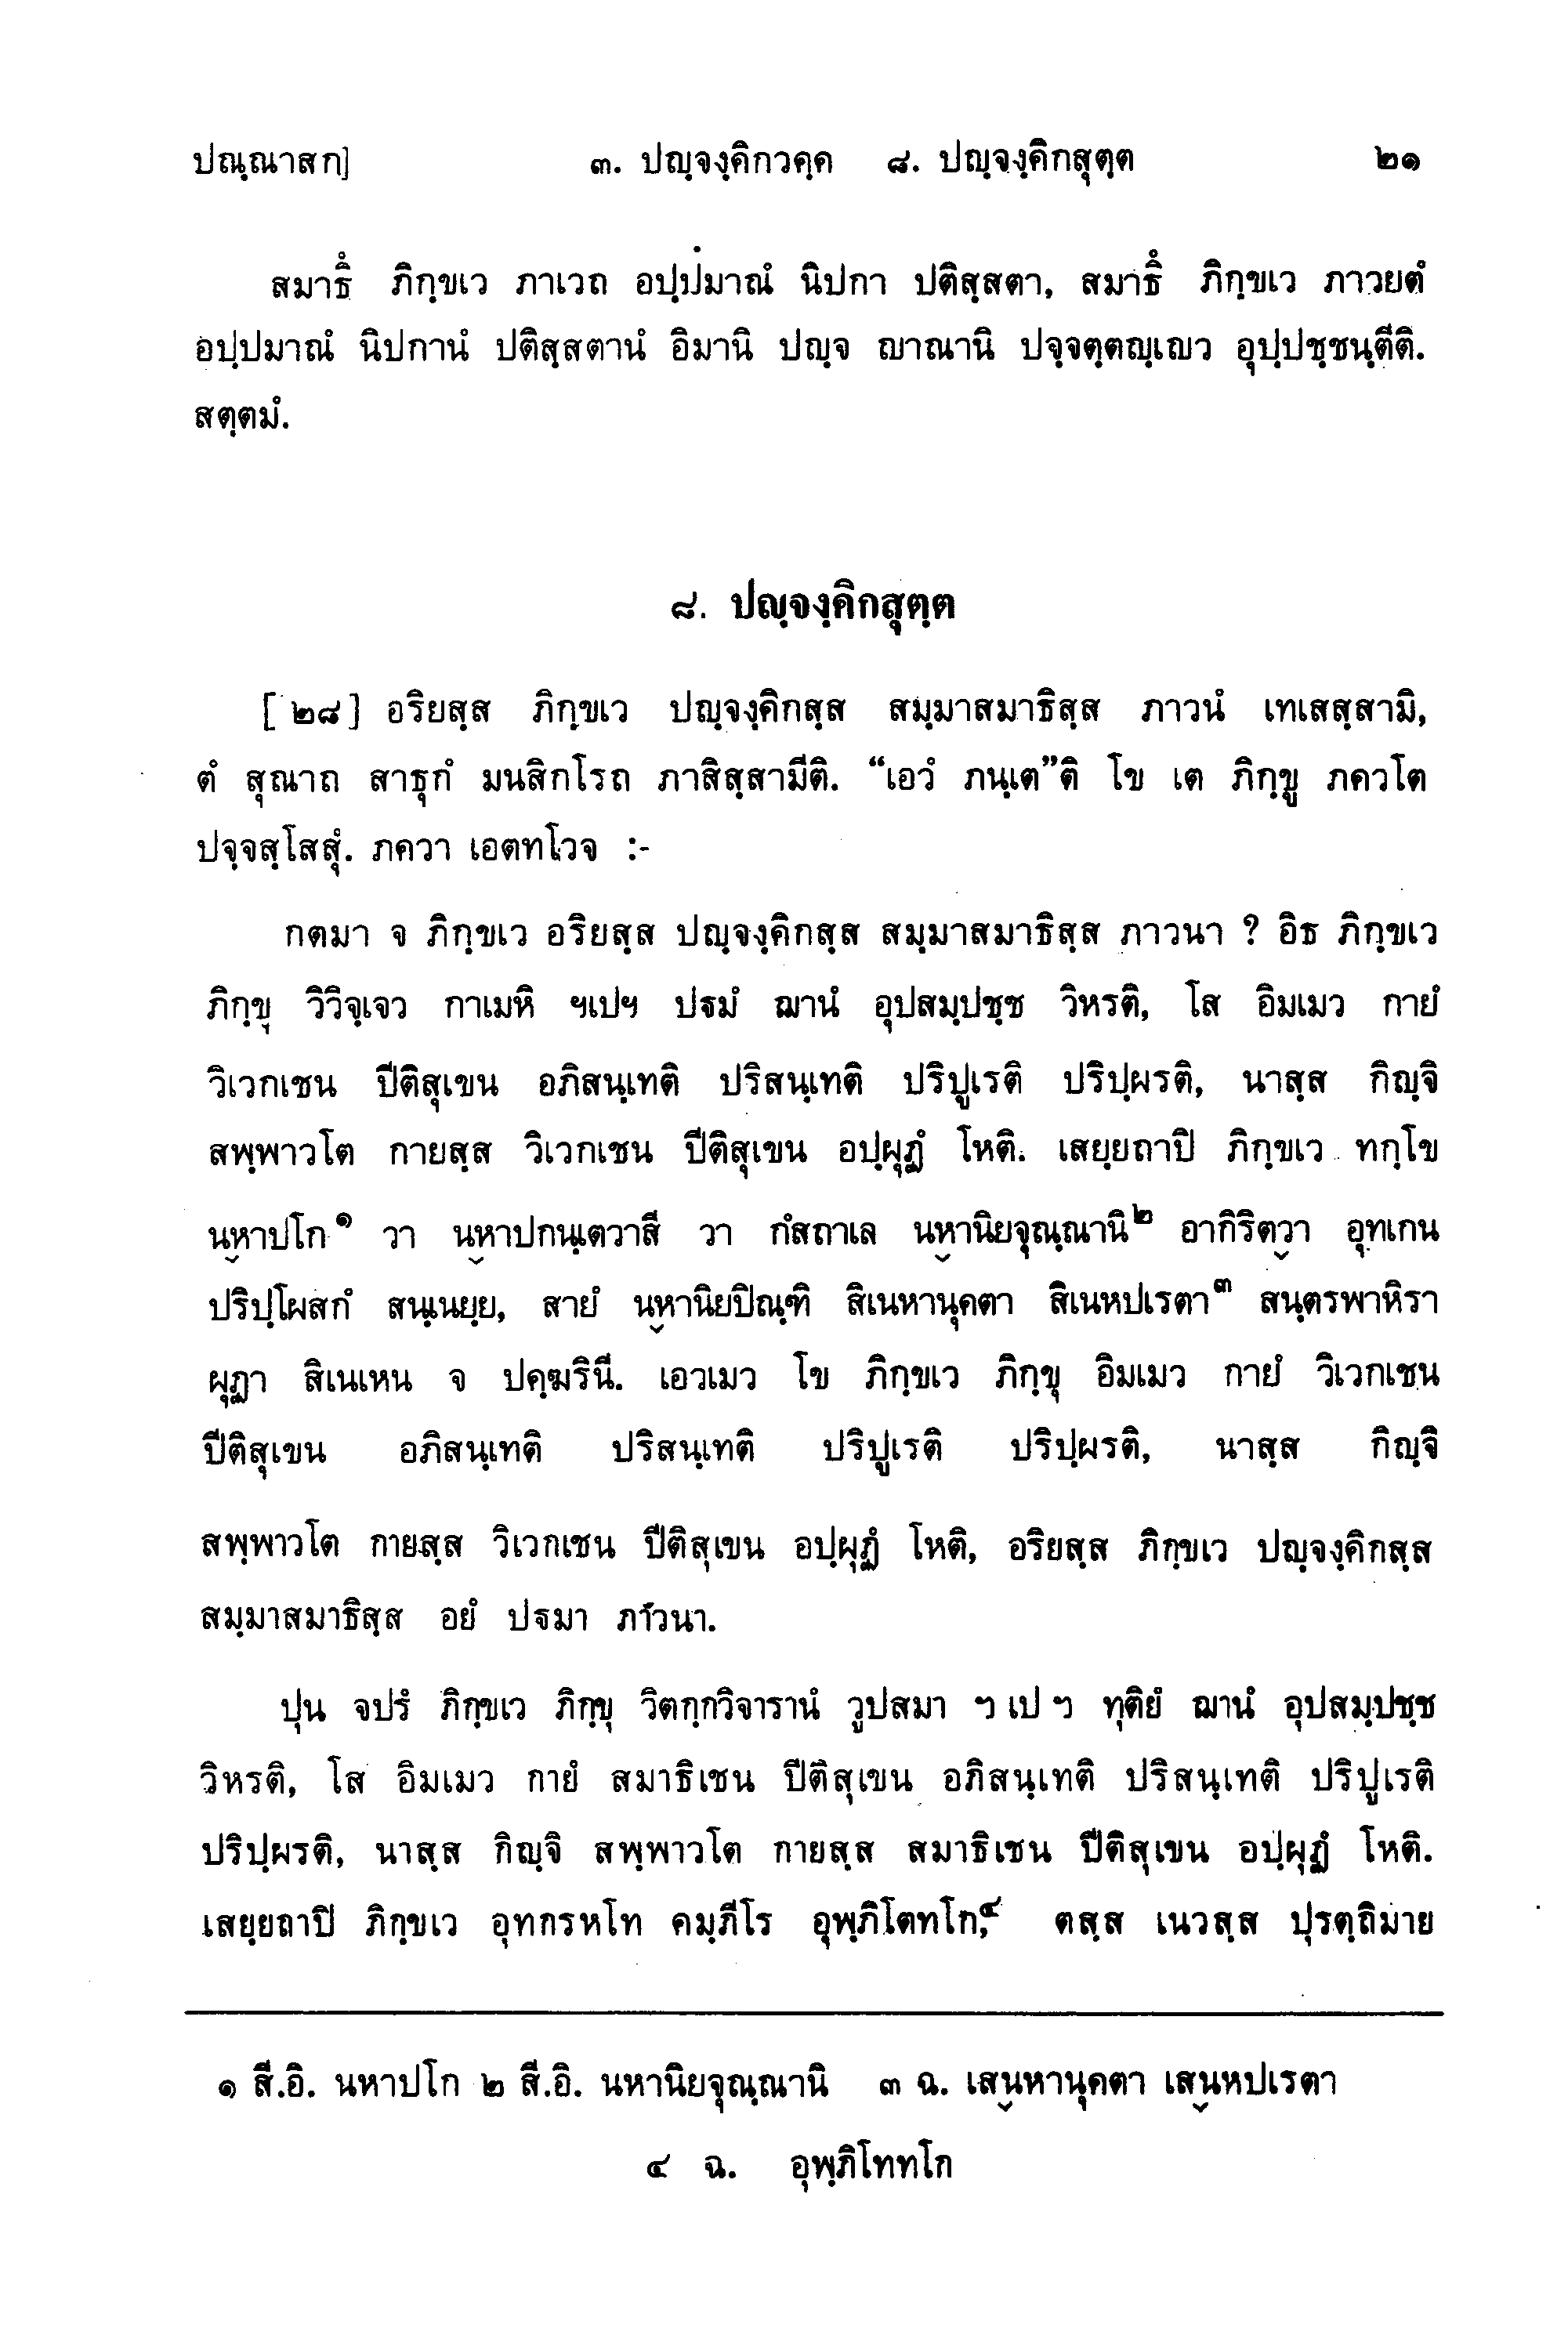 ปณฺณาสก] ๓. ปญฺจงฺคิกวคฺค ๘. ปญฺจงฺคิกสุตฺต ๒๑
สมาธึ ภิกฺขเว ภาเวถ อปฺปมาณํ นิปกา ปติสฺสตา, สมาธึ ภิกฺขเว ภาวยตํ
อปฺปมาณํ นิปกานํ ปติสฺสตานํ อิมานิ ปญฺจ ญาณานิ ปจฺจตฺตญฺเญว อุปฺปชฺชนฺตีติ.
สตฺตมํ.
๘. ปญฺจงฺคิกสุตฺต
[๒๘] อริยสฺส ภิกฺขเว ปญฺจงฺคิกสฺส สมฺมาสมาธิสฺส ภาวนํ เทเสสฺสามิ,
ตํ สุณาถ สาธุกํ มนสิกโรถ ภาสิสฺสามีติ. “เอวํ ภนฺเต”ติ โข เต ภิกฺขู ภควโต
ปจฺจสฺโสสุํ. ภควา เอตทโวจ :-
กตมา จ ภิกฺขเว อริยสฺส ปญฺจงฺคิกสฺส สมฺมาสมาธิสฺส ภาวนา ? อิธ ภิกฺขเว
ภิกฺขุ วิวิจฺเจว กาเมหิ ฯเปฯ ปฐมํ ฌานํ อุปสมฺปชฺช วิหรติ, โส อิมเมว กายํ
วิเวกเชน ปีติสุเขน อภิสนฺเทติ ปริสนฺเทติ ปริปูเรติ ปริปฺผรติ, นาสฺส กิญฺจิ
สพฺพาวโต กายสฺส วิเวกเชน ปีติสุเขน อปฺผุฏํ โหติ. เสยฺยถาปิ ภิกฺขเว ทกฺโข
นฺหาปโก๑ วา นฺหาปกนฺเตวาสี วา กํสถาเล นฺหานิยจุณฺณานิ๒ อากิริตฺวา อุทเกน
ปริปฺโผสกํ สนฺเนยฺย, สายํ นฺหานิยปิณฺฑิ สิเนหานุคตา สิเนหปเรตา๓ สนฺตรพาหิรา
ผุฏา สิเนเหน จ ปคฺฆรินี. เอวเมว โข ภิกฺขเว ภิกฺขุ อิมเมว กายํ วิเวกเชน
ปีติสุเขน อภิสนฺเทติ ปริสนฺเทติ ปริปูเรติ ปริปฺผรติ, นาสฺส กิญฺจิ
สพฺพาวโต กายสฺส วิเวกเชน ปีติสุเขน อปฺผุฏํ โหติ, อริยสฺส ภิกฺขเว ปญฺจงฺคิกสฺส
สมฺมาสมาธิสฺส อยํ ปฐมา ภาวนา.
ปุน จปรํ ภิกฺขเว ภิกฺขุ วิตกฺกวิจารานํ วูปสมา ฯ เป ฯ ทุติยํ ฌานํ อุปสมฺปชฺช
วิหรติ, โส อิมเมว กายํ สมาธิเชน ปีติสุเขน อภิสนฺเทติ ปริสนฺเทติ ปริปูเรติ
ปริปฺผรติ, นาสฺส กิญฺจิ สพฺพาวโต กายสฺส สมาธิเชน ปีติสุเขน อปฺผุฏํ โหติ.
เสยฺยถาปิ ภิกฺขเว อุทกรหโท คมฺภีโร อุพฺภิโตทโก,๔ ตสฺส เนวสฺส ปุรตฺถิมาย
๑ สี.อิ. นหาปโก ๒ สี.อิ. นหานิยจุณฺณานิ ๓ ฉ. เสฺนหานุคตา เสฺนหปเรตา
๔ ฉ. อุพฺภิโททโก